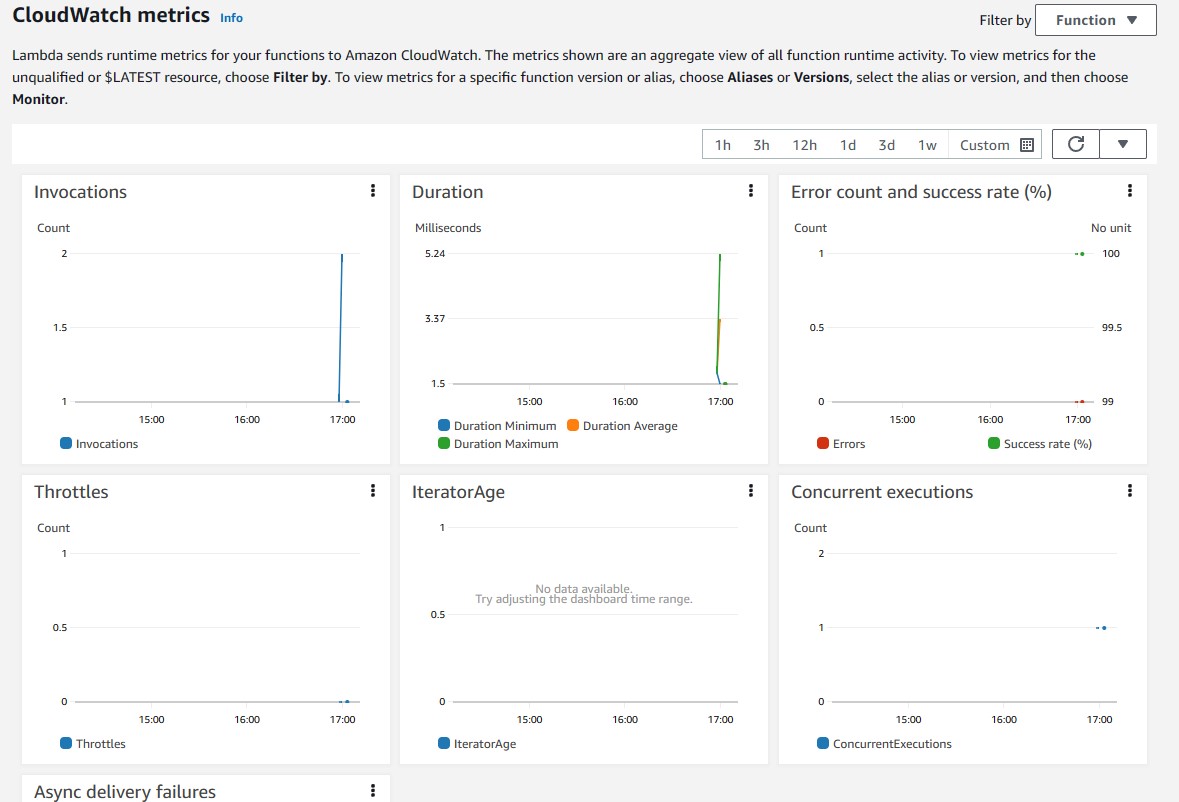 CloudWatch metrics Info
Filter by Function
Lambda sends runtime metrics for your functions to Amazon CloudWatch. The metrics shown are an aggregate view of all function runtime activity. To view metrics for the
unqualified or $LATEST resource, choose Filter by. To view metrics for a specific function version or alias, choose Aliases or Versions, select the alias or version, and then choose
Monitor.
1h 3h 12h 1d 3d 1w Custom
Invocations
Count
2
1.5
1
15:00 16:00 17:00
Invocations
Duration
Milliseconds
5.24
3.37
1.5
15:00 16:00 17:00
Duration Minimum Duration Average
Duration Maximum
Error count and success rate (%)
Count No unit
1 100
0.5 99.5
0 99
15:00 16:00 17:00
Errors Success rate (%)
Throttles
Count
1
0.5
0
15:00 16:00 17:00
Throttles
IteratorAge
1
No data available.
Try adjusting the dashboard time range.
0.5
0
15:00 16:00 17:00
IteratorAge
Concurrent executions
Count
2
1
0
15:00 16:00 17:00
ConcurrentExecutions
Async delivery failures